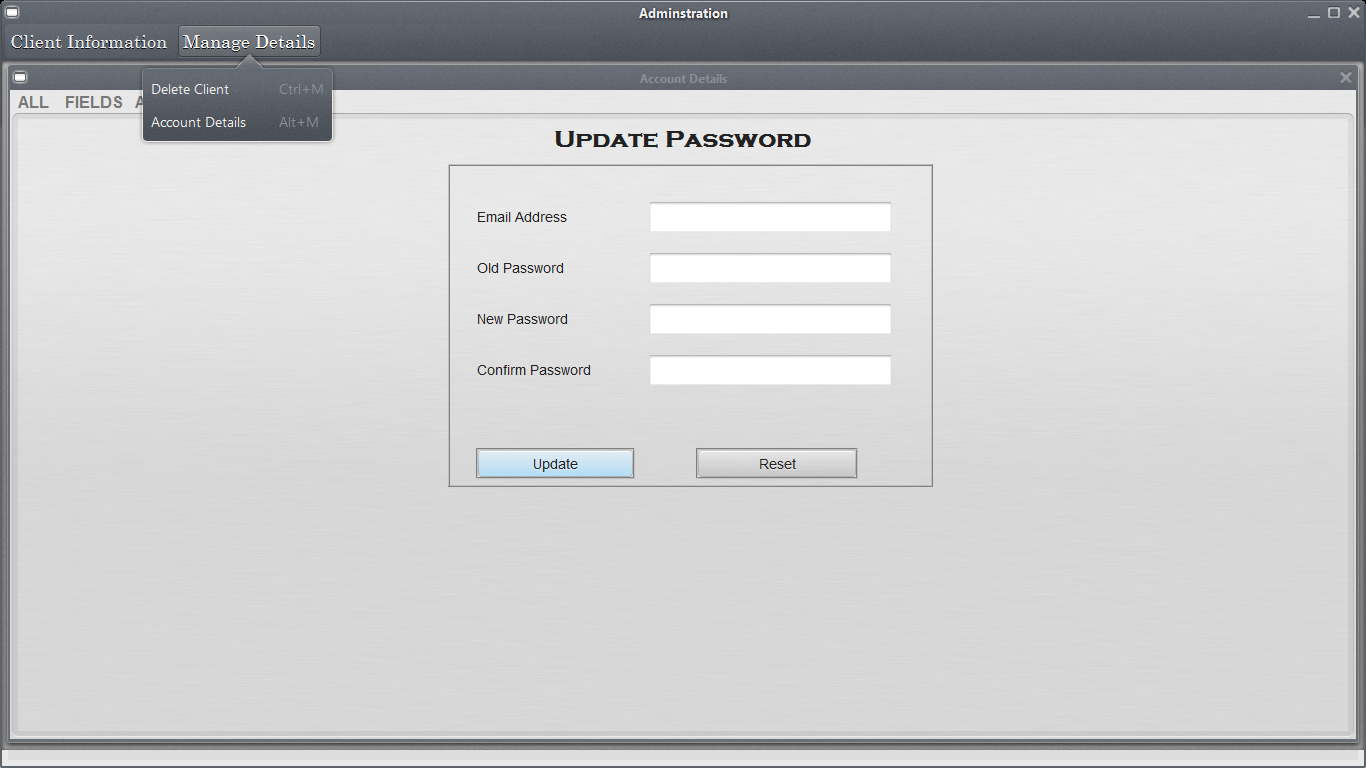 Adminstration
Client Information Manage Details
Account Details
Delete Client Ctrl+M
Account Details Alt+M
ALL FIELDS
Update Password
Email Address
Old Password
New Password
Confirm Password
Update Reset